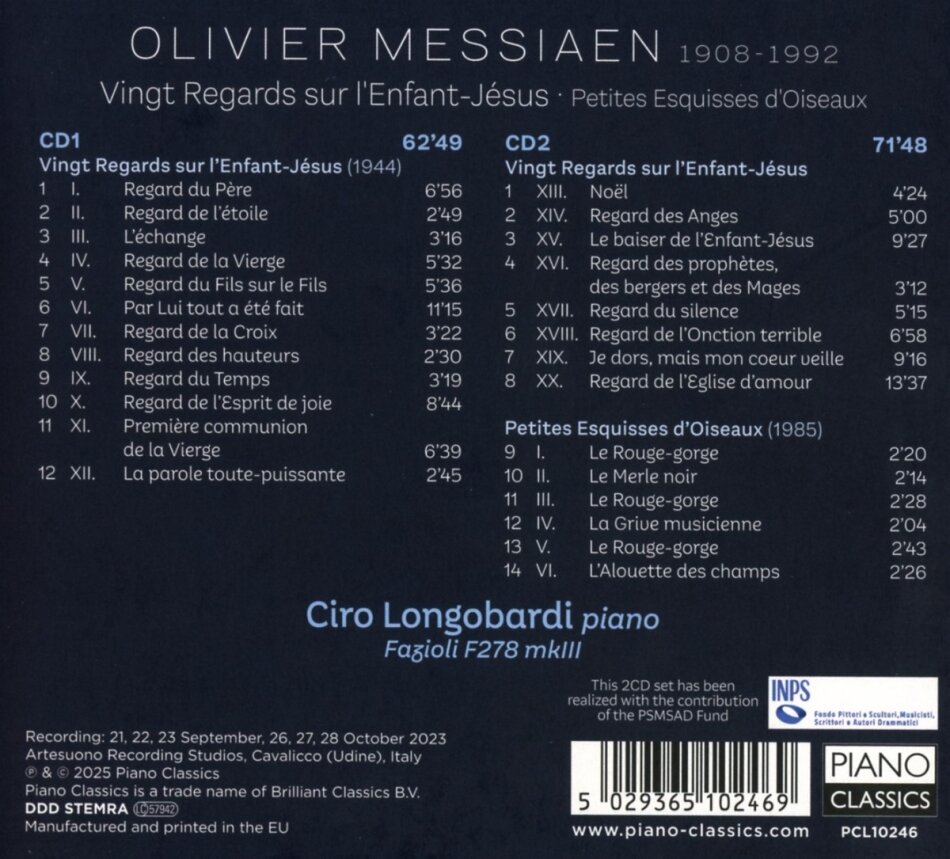 OLIVIER MESSIAEN 1908-1992
Vingt Regards sur l'Enfant-Jésus · Petites Esquisses d'Oiseaux
CD1 62'49
Vingt Regards sur l'Enfant-Jésus (1944)
1 I. Regard du Père 6'56
2 II. Regard de l'étoile 2'49
3 III. L'échange 3'16
4 IV. Regard de la Vierge 5'32
5 V. Regard du Fils sur le Fils 5'36
6 VI. Par Lui tout a été fait 11'15
7 VII. Regard de la Croix 3'22
8 VIII. Regard des hauteurs 2'30
9 IX. Regard du Temps 3'19
10 X. Regard de l'Esprit de joie 8'44
11 XI. Première communion
de la Vierge 6'39
12 XII. La parole toute-puissante 2'45
CD2 71'48
Vingt Regards sur l'Enfant-Jésus
1 XIII. Noël 4'24
2 XIV. Regard des Anges 5'00
3 XV. Le baiser de l'Enfant-Jésus 9'27
4 XVI. Regard des prophètes,
des bergers et des Mages 3'12
5 XVII. Regard du silence 5'15
6 XVIII. Regard de l'Onction terrible 6'58
7 XIX. Je dors, mais mon coeur veille 9'16
8 XX. Regard de l'Eglise d'amour 13'37
Petites Esquisses d'Oiseaux (1985)
9 I. Le Rouge-gorge 2'20
10 II. Le Merle noir 2'14
11 III. Le Rouge-gorge 2'28
12 IV. La Grive musicienne 2'04
13 V. Le Rouge-gorge 2'43
14 VI. L'Alouette des champs 2'26
Ciro Longobardi piano
Fazioli F278 mkIII
This 2CD set has been
realized with the contribution
of the PSMSAD Fund
INPS
Fondo Pittori e Scultori, Musicisti,
Scrittori e Autori Drammatici
Recording: 21, 22, 23 September, 26, 27, 28 October 2023
Artesuono Recording Studios, Cavalicco (Udine), Italy
℗ & © 2025 Piano Classics
Piano Classics is a trade name of Brilliant Classics B.V.
DDD STEMRA LC57942
Manufactured and printed in the EU
5 029365 102469
www.piano-classics.com
PIANO
CLASSICS
PCL10246